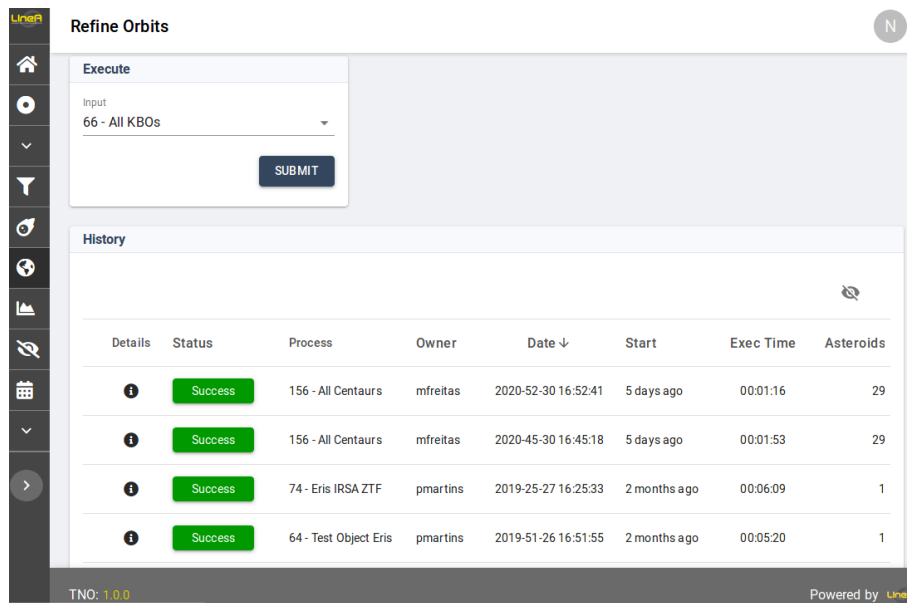 LIneA
Refine Orbits
N
Execute
Input
66 - All KBOs
SUBMIT
History
Details Status Process Owner Date Start Exec Time Asteroids
Success 156 - All Centaurs mfreitas 2020-52-30 16:52:41 5 days ago 00:01:16 29
Success 156 - All Centaurs mfreitas 2020-45-30 16:45:18 5 days ago 00:01:53 29
Success 74 - Eris IRSA ZTF pmartins 2019-25-27 16:25:33 2 months ago 00:06:09 1
Success 64 - Test Object Eris pmartins 2019-51-26 16:51:55 2 months ago 00:05:20 1
TNO: 1.0.0
Powered by LIne